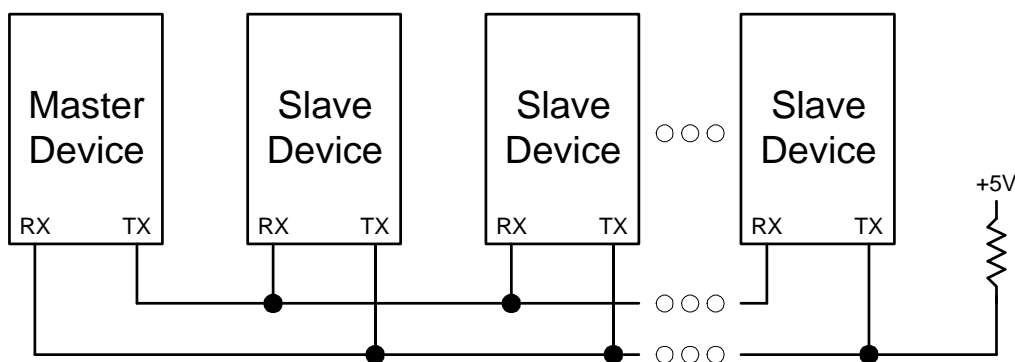 Master
Device
Slave
Device
Slave
Device
Slave
Device
+5V
RX TX RX TX RX TX RX TX